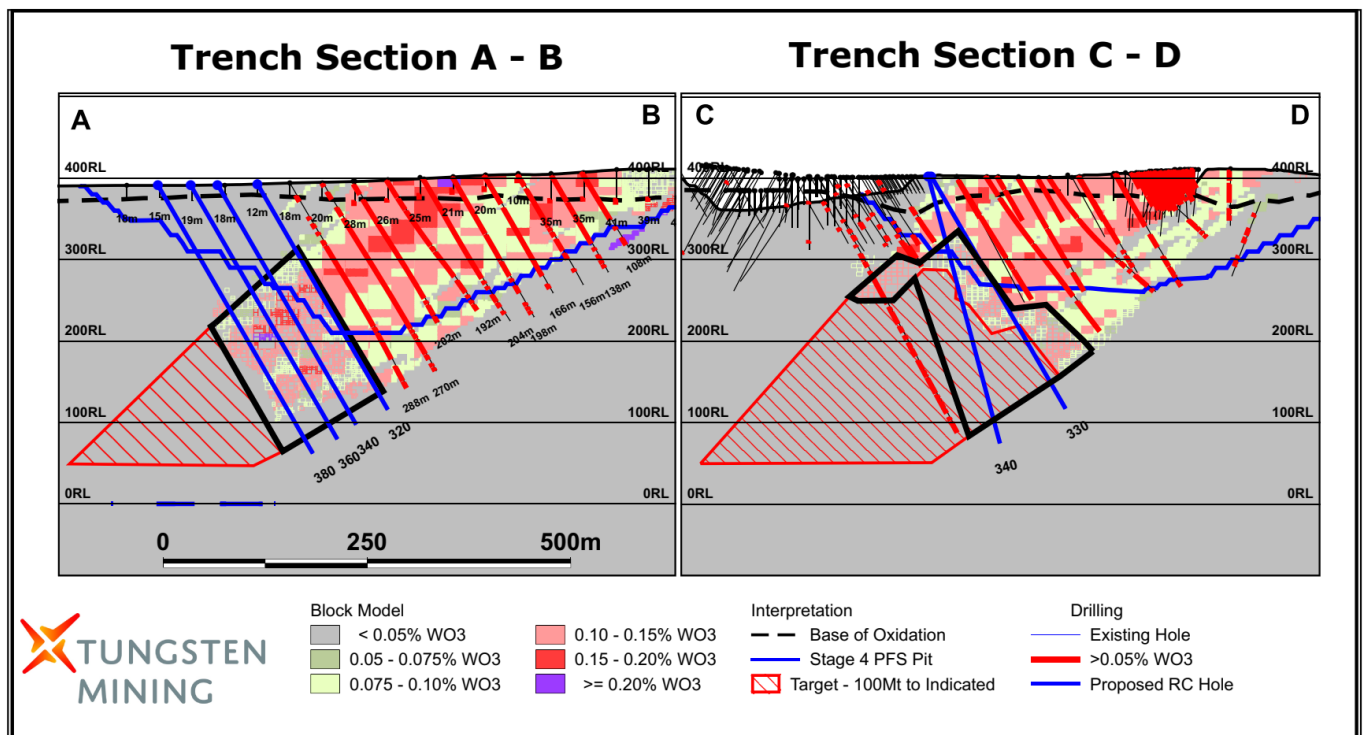 Trench Section A - B
Trench Section C - D
A
B
400RL
400RL
10m
15m
19m
18m
12m
18m
20m
28m
26m
25m
21m
20m
10m
35m
35m
41m
39m
300RL
300RL
108m
138m
156m
166m
198m
204m
192m
202m
200RL
200RL
270m
288m
100RL
100RL
320
340
360
380
0RL
0RL
0
250
500m
C
D
400RL
400RL
300RL
300RL
200RL
200RL
100RL
100RL
330
340
0RL
0RL
TUNGSTEN
MINING
Block Model
< 0.05% WO3
0.05 - 0.075% WO3
0.075 - 0.10% WO3
0.10 - 0.15% WO3
0.15 - 0.20% WO3
>= 0.20% WO3
Interpretation
Base of Oxidation
Stage 4 PFS Pit
Target - 100Mt to Indicated
Drilling
Existing Hole
>0.05% WO3
Proposed RC Hole